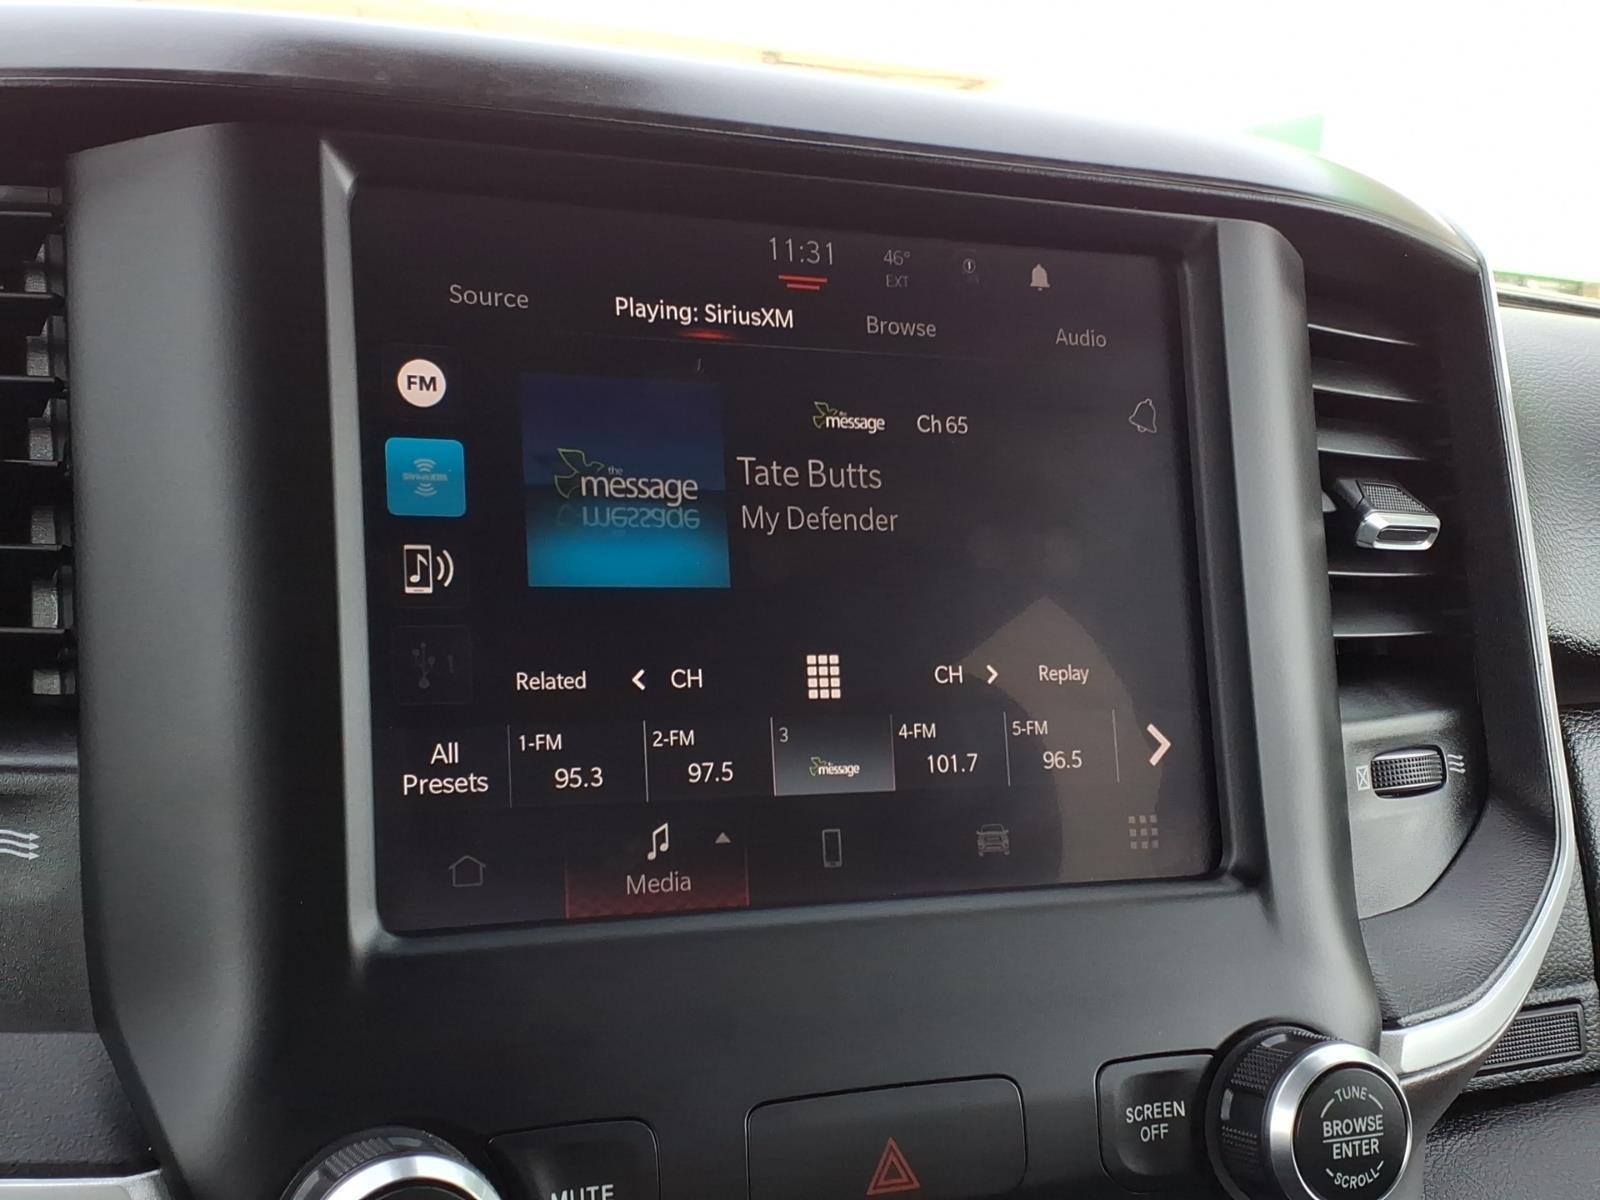 11:31
46°
EXT
Source
Playing: SiriusXM
Browse
Audio
FM
SiriusXM
the
message
the
message
Ch 65
Tate Butts
My Defender
Related
CH
CH
Replay
All
Presets
1-FM
95.3
2-FM
97.5
3
message
4-FM
101.7
5-FM
96.5
Media
MUTE
SCREEN
OFF
TUNE
BROWSE
ENTER
SCROLL